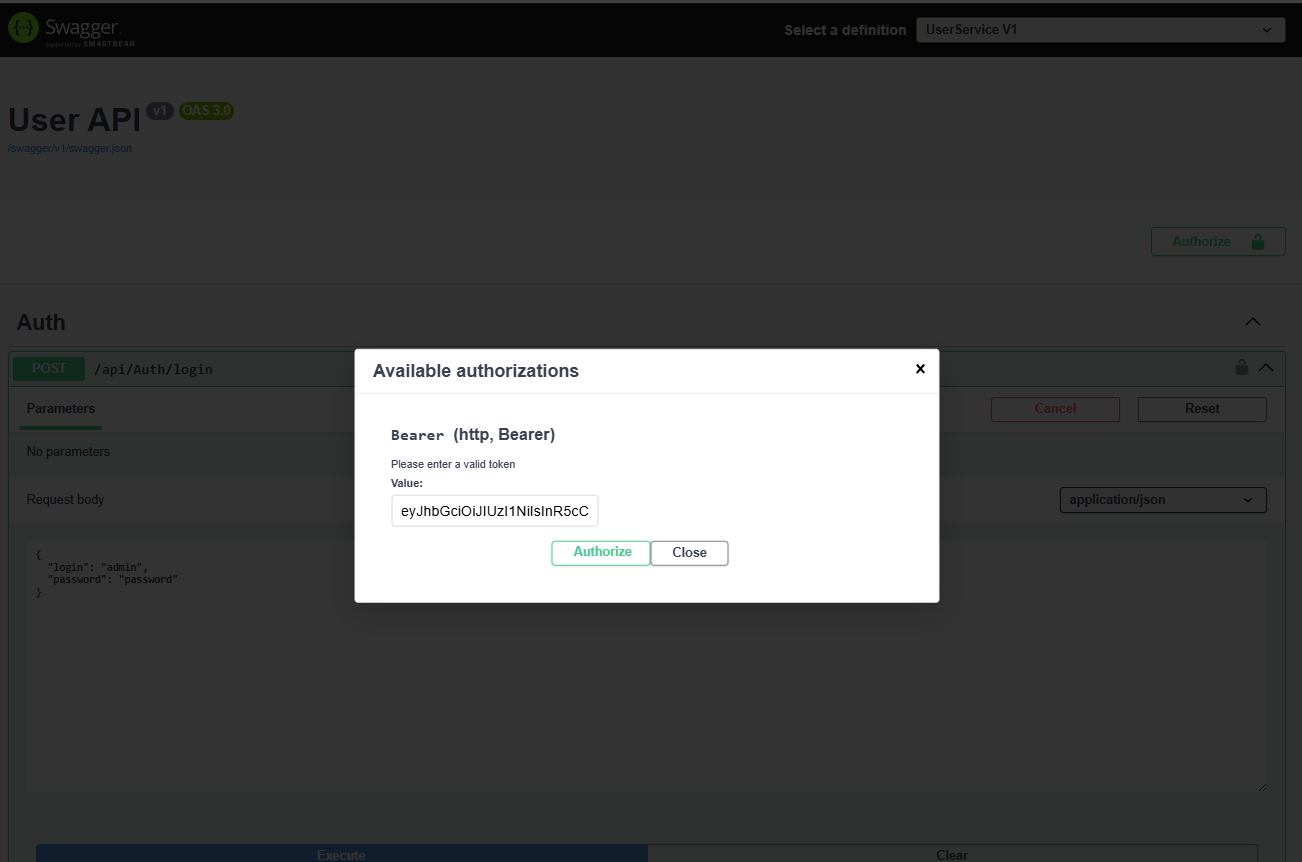 Swagger
Supported by SMARTBEAR
Select a definition
UserService V1
User API v1 OAS 3.0
/swagger/v1/swagger.json
Authorize
Auth
POST /api/Auth/login
Available authorizations
Parameters
Cancel
Reset
No parameters
Bearer (http, Bearer)
Please enter a valid token
Value:
eyJhbGciOiJIUzI1NiIsInR5cC
Authorize
Close
Request body
application/json
{
"login": "admin",
"password": "password"
}
Execute
Clear